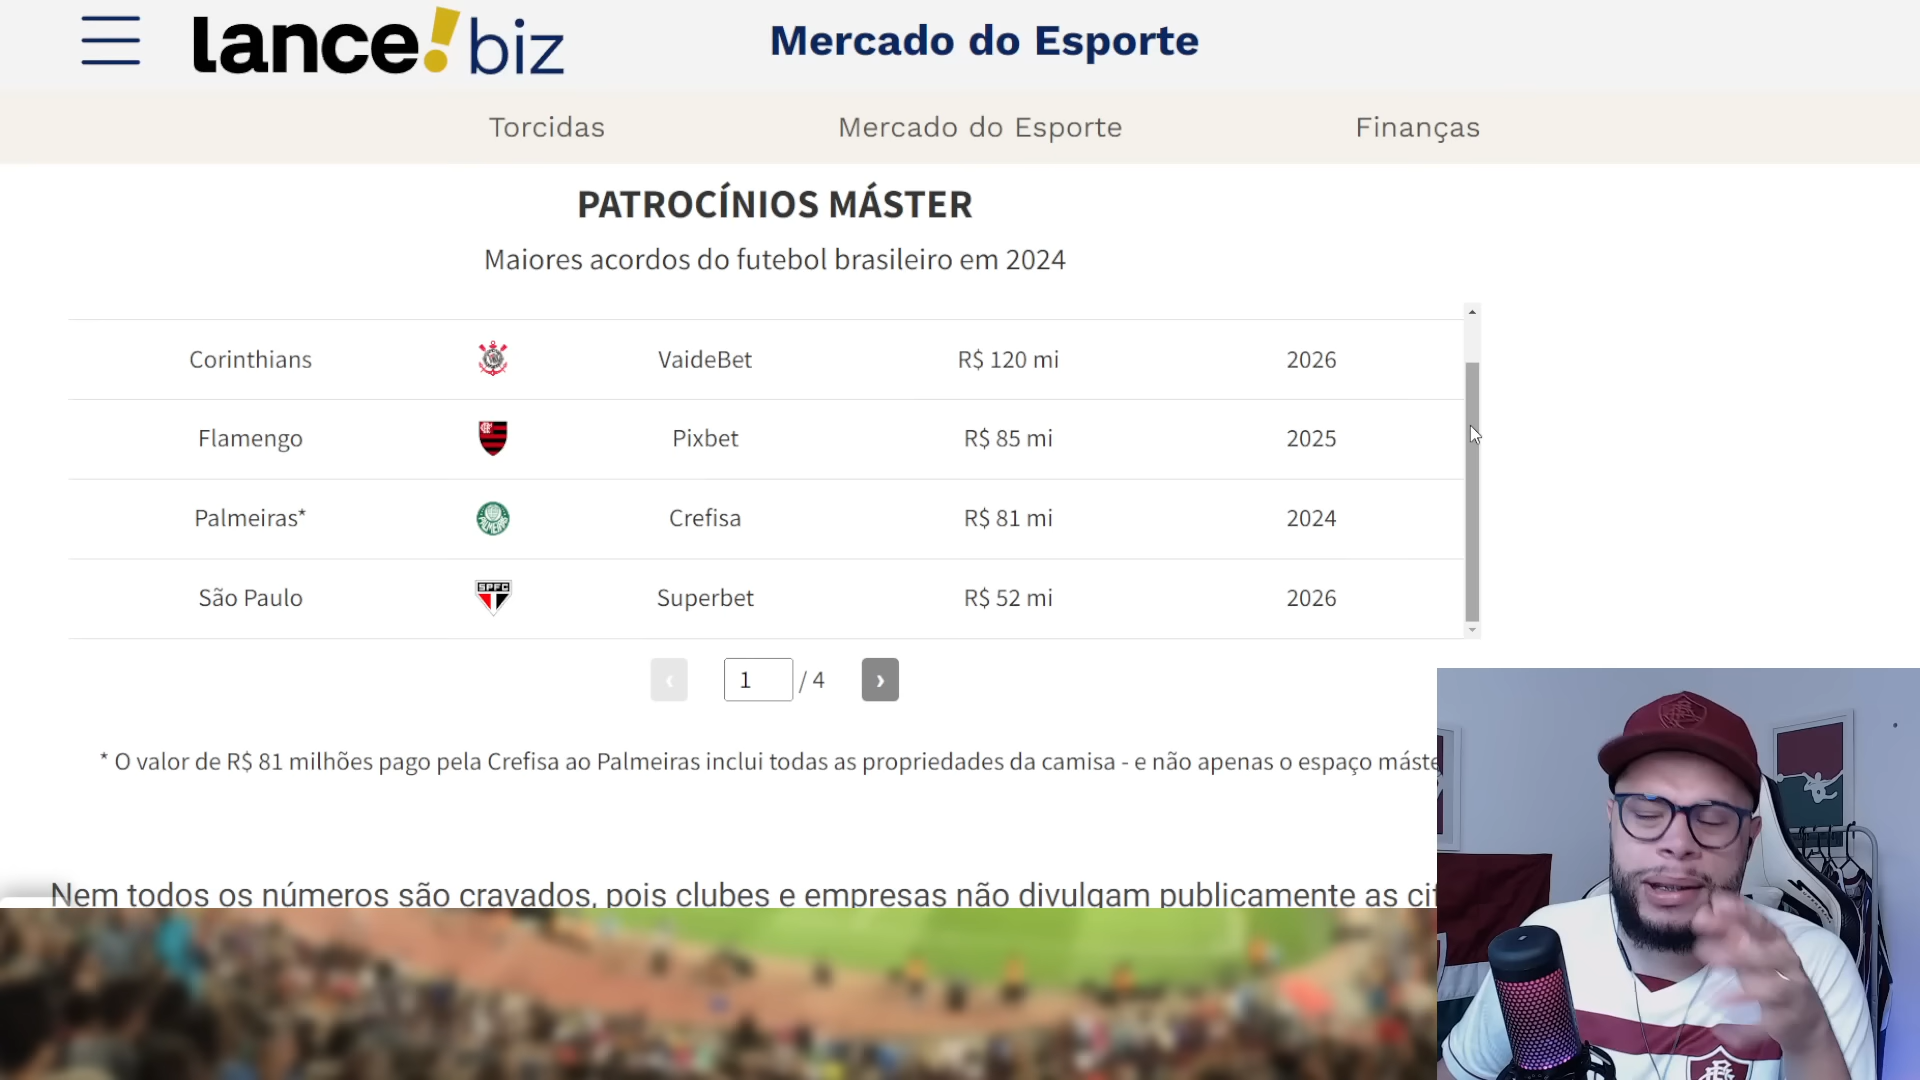 lance!biz
Mercado do Esporte
Torcidas Mercado do Esporte Finanças
PATROCÍNIOS MÁSTER
Maiores acordos do futebol brasileiro em 2024
Corinthians VaideBet R$ 120 mi 2026
Flamengo Pixbet R$ 85 mi 2025
Palmeiras* Crefisa R$ 81 mi 2024
São Paulo SPFC Superbet R$ 52 mi 2026
‹ 1 / 4 ›
* O valor de R$ 81 milhões pago pela Crefisa ao Palmeiras inclui todas as propriedades da camisa - e não apenas o espaço máste
Nem todos os números são cravados, pois clubes e empresas não divulgam publicamente as cif